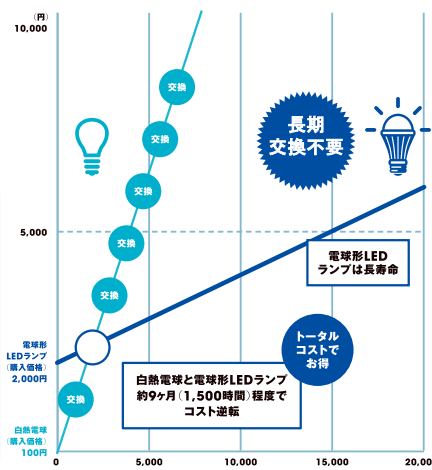 (円)
10,000
交換
長期
交換不要
交換
交換
5,000
交換
電球形LED
ランプは長寿命
交換
電球形
LEDランプ
(購入価格)
2,000円
トータル
コストで
お得
白熱電球と電球形LEDランプ
約9ヶ月(1,500時間)程度で
コスト逆転
交換
白熱電球
(購入価格)
100円
0
5,000
10,000
15,000
20,00